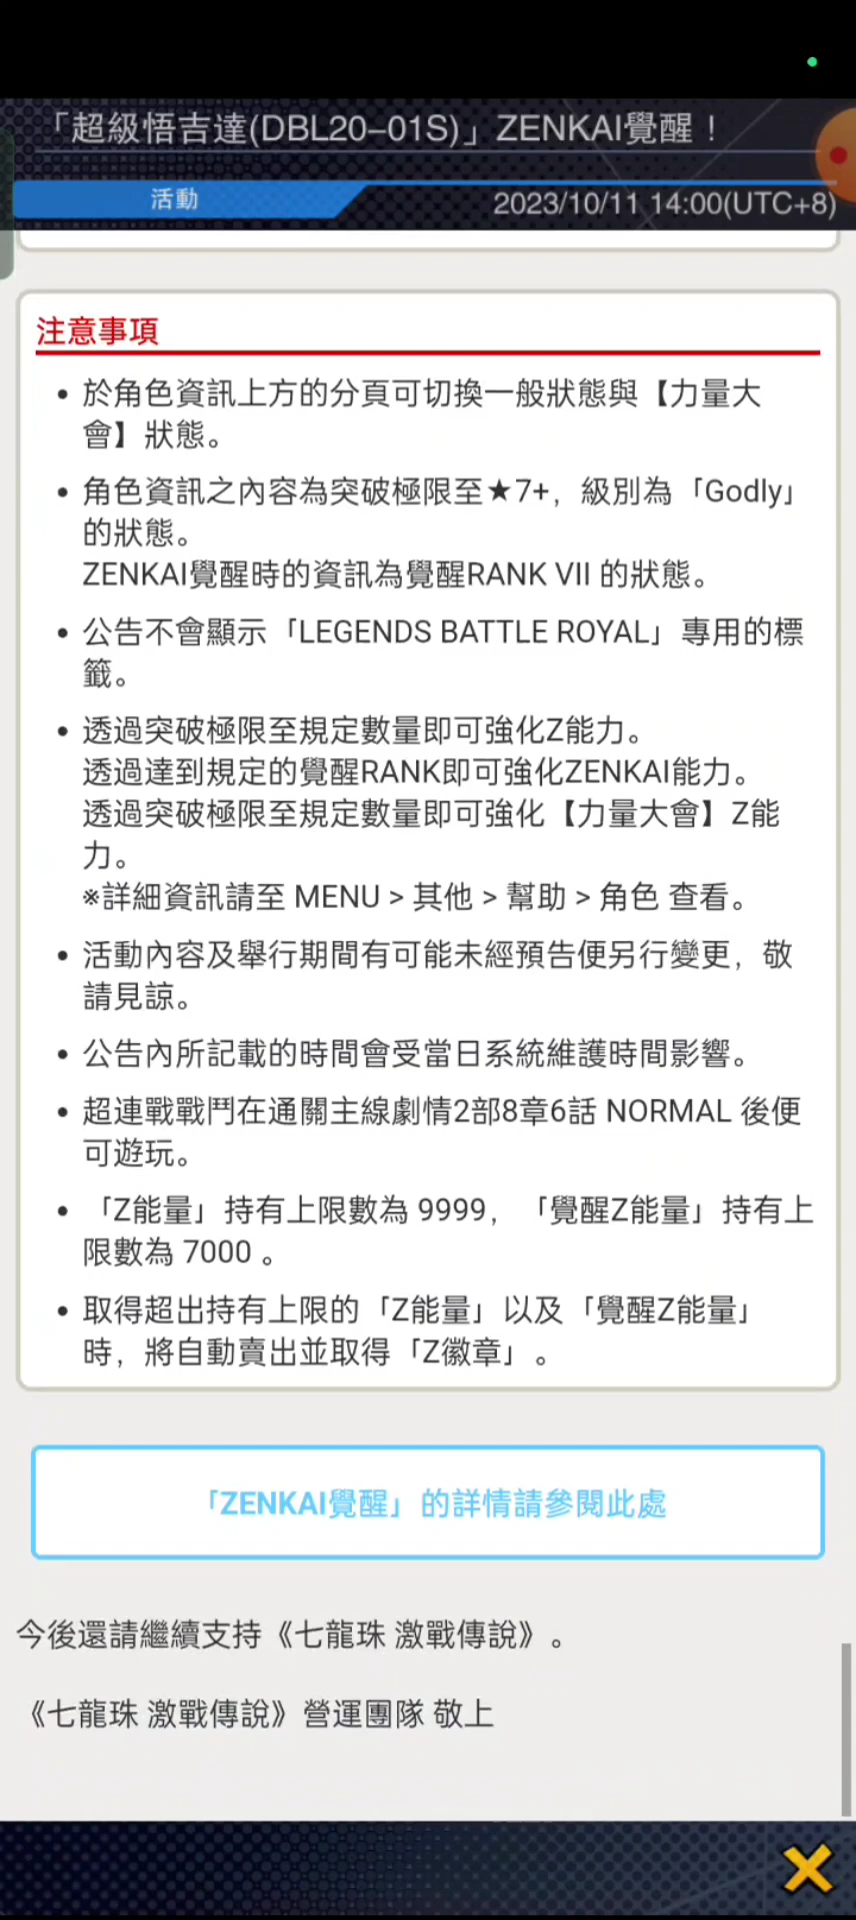 「超級悟吉達(DBL20-01S)」ZENKAI覺醒！
活動
2023/10/11 14:00(UTC+8)
注意事項
• 於角色資訊上方的分頁可切換一般狀態與【力量大
會】狀態。
• 角色資訊之內容為突破極限至★7+，級別為「Godly」
的狀態。
ZENKAI覺醒時的資訊為覺醒RANK VII 的狀態。
• 公告不會顯示「LEGENDS BATTLE ROYAL」專用的標
籤。
• 透過突破極限至規定數量即可強化Z能力。
透過達到規定的覺醒RANK即可強化ZENKAI能力。
透過突破極限至規定數量即可強化【力量大會】Z能
力。
※詳細資訊請至 MENU > 其他 > 幫助 > 角色 查看。
• 活動內容及舉行期間有可能未經預告便另行變更，敬
請見諒。
• 公告內所記載的時間會受當日系統維護時間影響。
• 超連戰戰鬥在通關主線劇情2部8章6話 NORMAL 後便
可遊玩。
• 「Z能量」持有上限數為 9999，「覺醒Z能量」持有上
限數為 7000 。
• 取得超出持有上限的「Z能量」以及「覺醒Z能量」
時，將自動賣出並取得「Z徽章」。
「ZENKAI覺醒」的詳情請參閱此處
今後還請繼續支持《七龍珠 激戰傳說》。
《七龍珠 激戰傳說》營運團隊 敬上